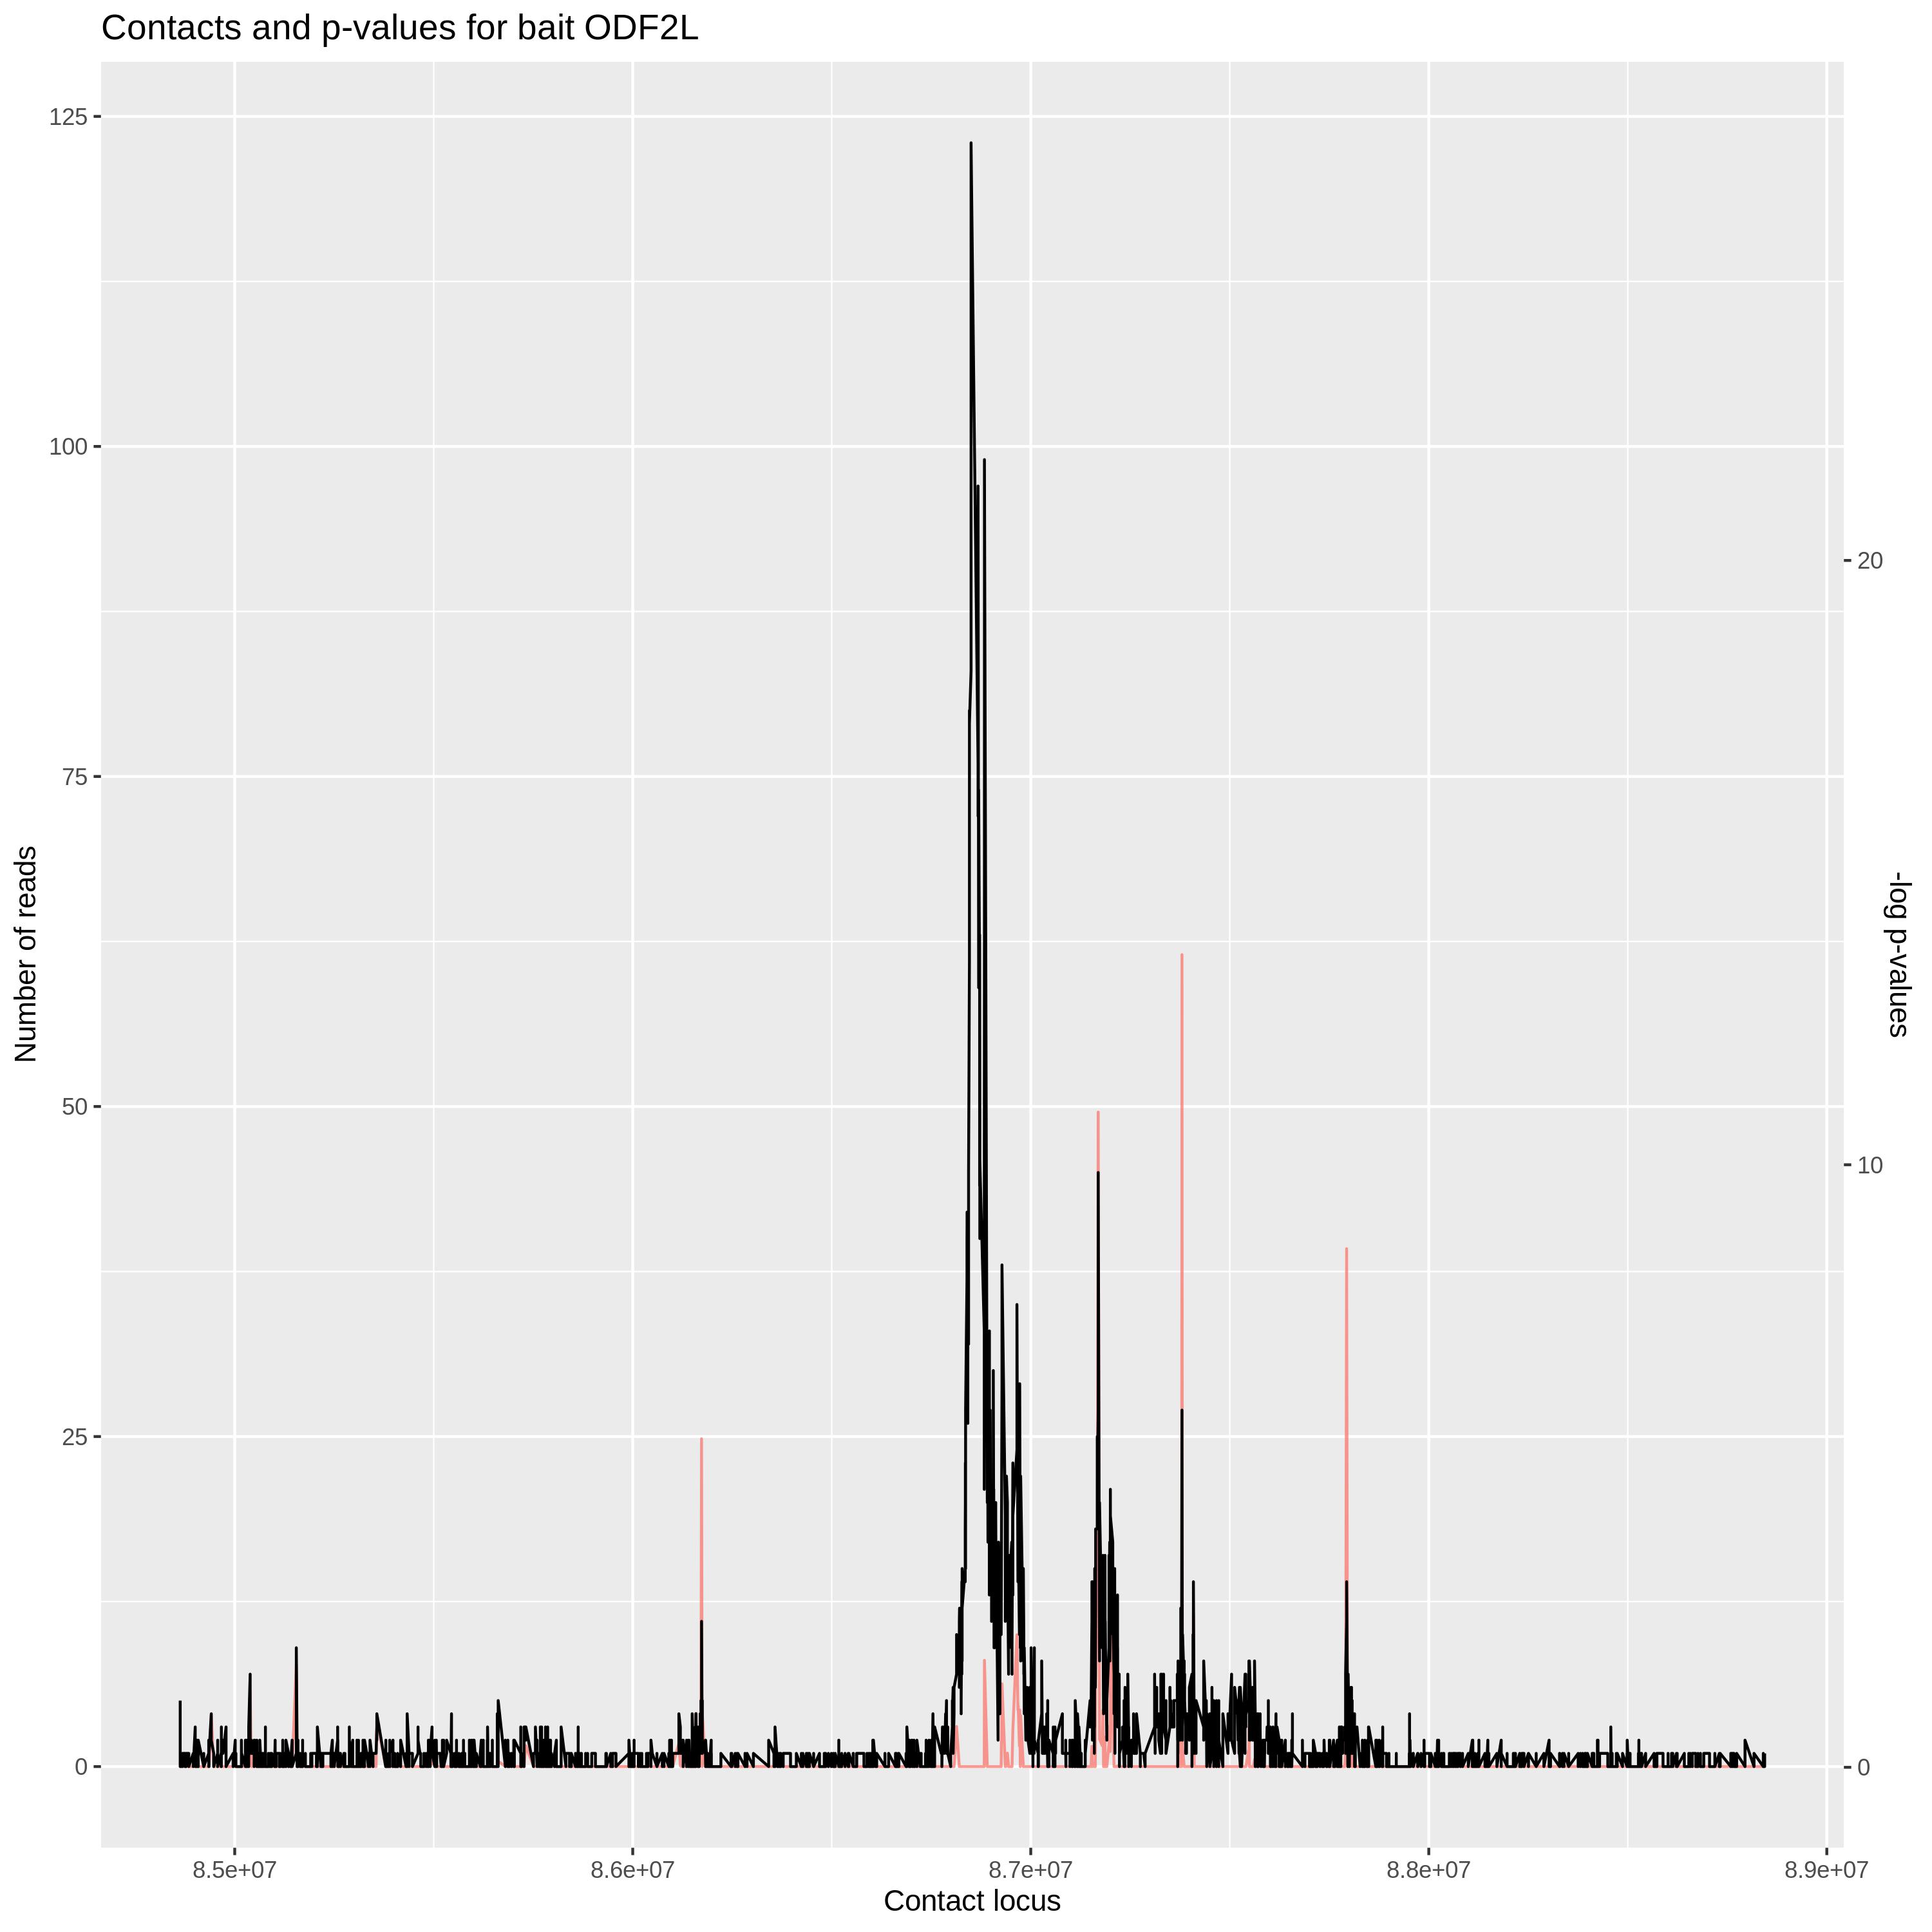 Contacts and p-values for bait ODF2L
125
100
75
50
25
0
Number of reads
20
10
0
-log p-values
8.5e+07
8.6e+07
8.7e+07
8.8e+07
8.9e+07
Contact locus